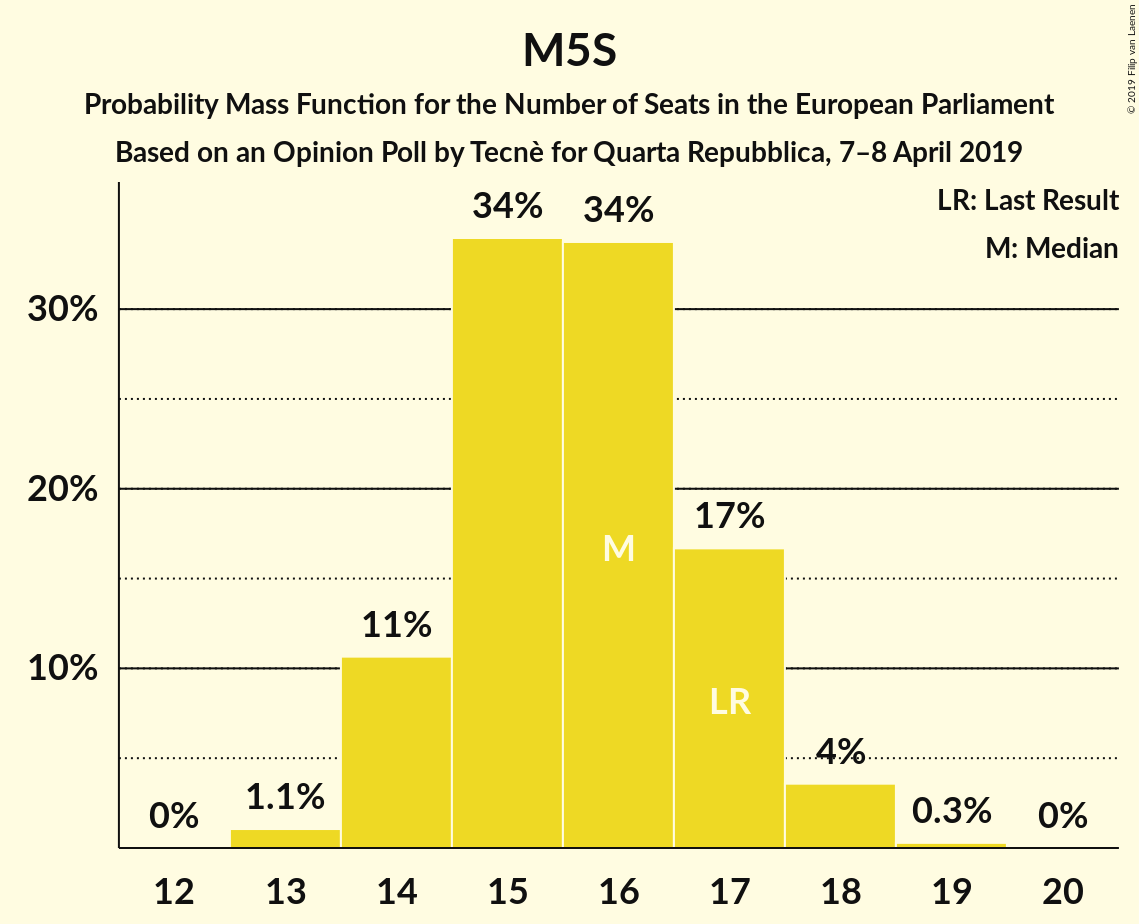 M5S
Probability Mass Function for the Number of Seats in the European Parliament
Based on an Opinion Poll by Tecnè for Quarta Repubblica, 7–8 April 2019
© 2019 Filip van Laenen
LR: Last Result
M: Median
34%
34%
30%
20%
17%
M
11%
10%
LR
4%
1.1%
0.3%
0%
0%
12 13 14 15 16 17 18 19 20